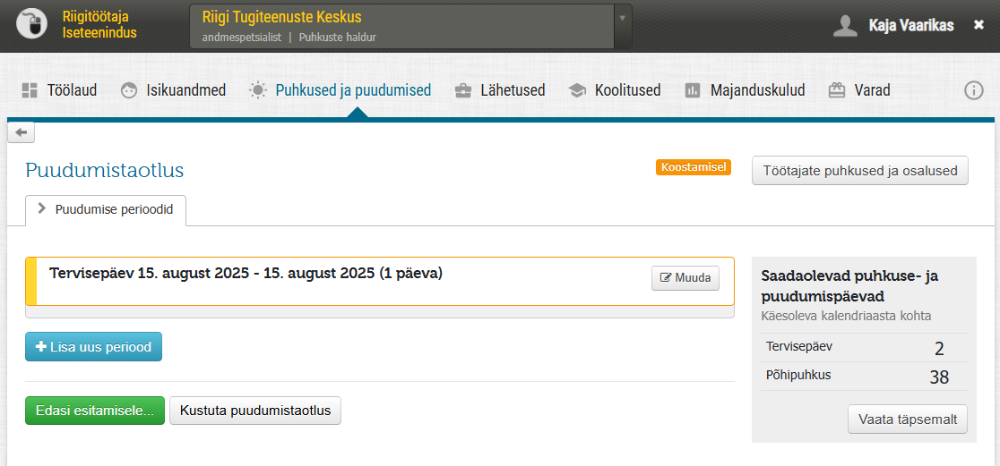 Riigitöötaja
Iseteenindus
Riigi Tugiteenuste Keskus
andmespetsialist | Puhkuste haldur
Kaja Vaarikas
Töölaud
Isikuandmed
Puhkused ja puudumised
Lähetused
Koolitused
Majanduskulud
Varad
Puudumistaotlus
Koostamisel
Töötajate puhkused ja osalused
Puudumise perioodid
Tervisepäev 15. august 2025 - 15. august 2025 (1 päeva)
Muuda
Lisa uus periood
Edasi esitamisele...
Kustuta puudumistaotlus
Saadaolevad puhkuse- ja
puudumispäevad
Käesoleva kalendriaasta kohta
Tervisepäev 2
Põhipuhkus 38
Vaata täpsemalt